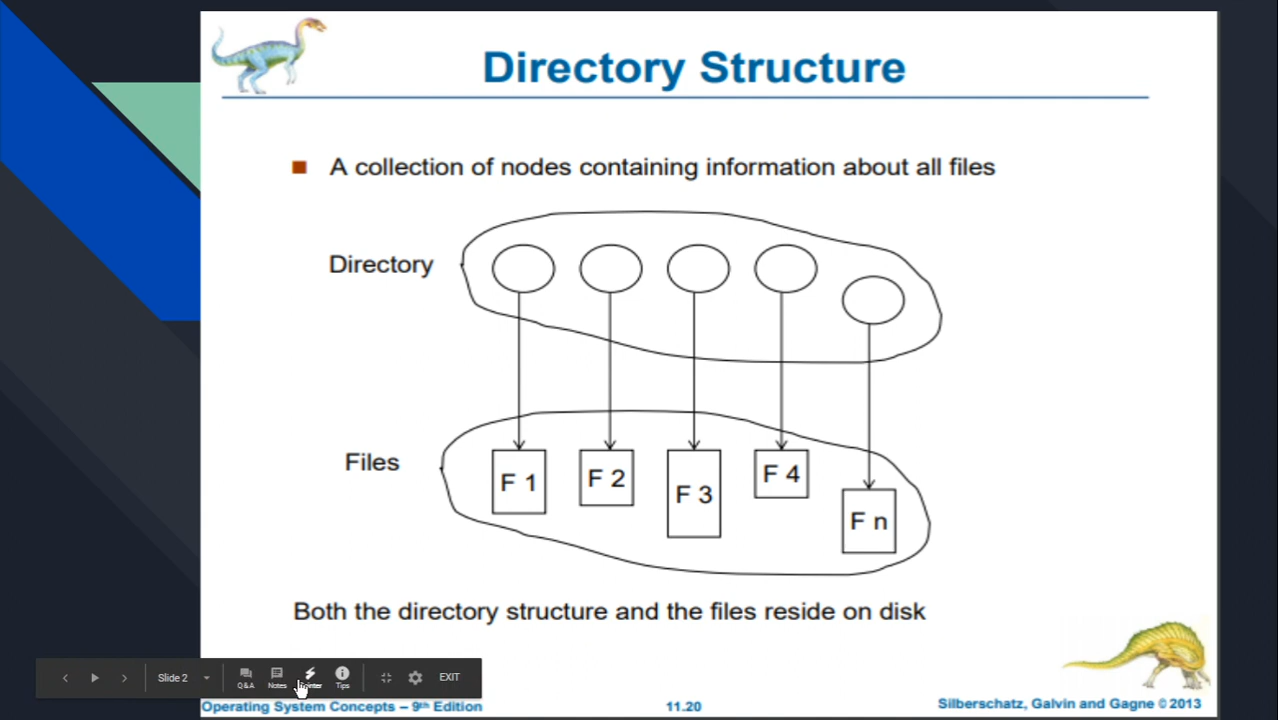 Directory Structure
A collection of nodes containing information about all files
Directory
Files
F 1
F 2
F 3
F 4
F n
Both the directory structure and the files reside on disk
Slide 2
Q&A
Notes
Tips
EXIT
Operating System Concepts – 9th Edition
11.20
Silberschatz, Galvin and Gagne © 2013